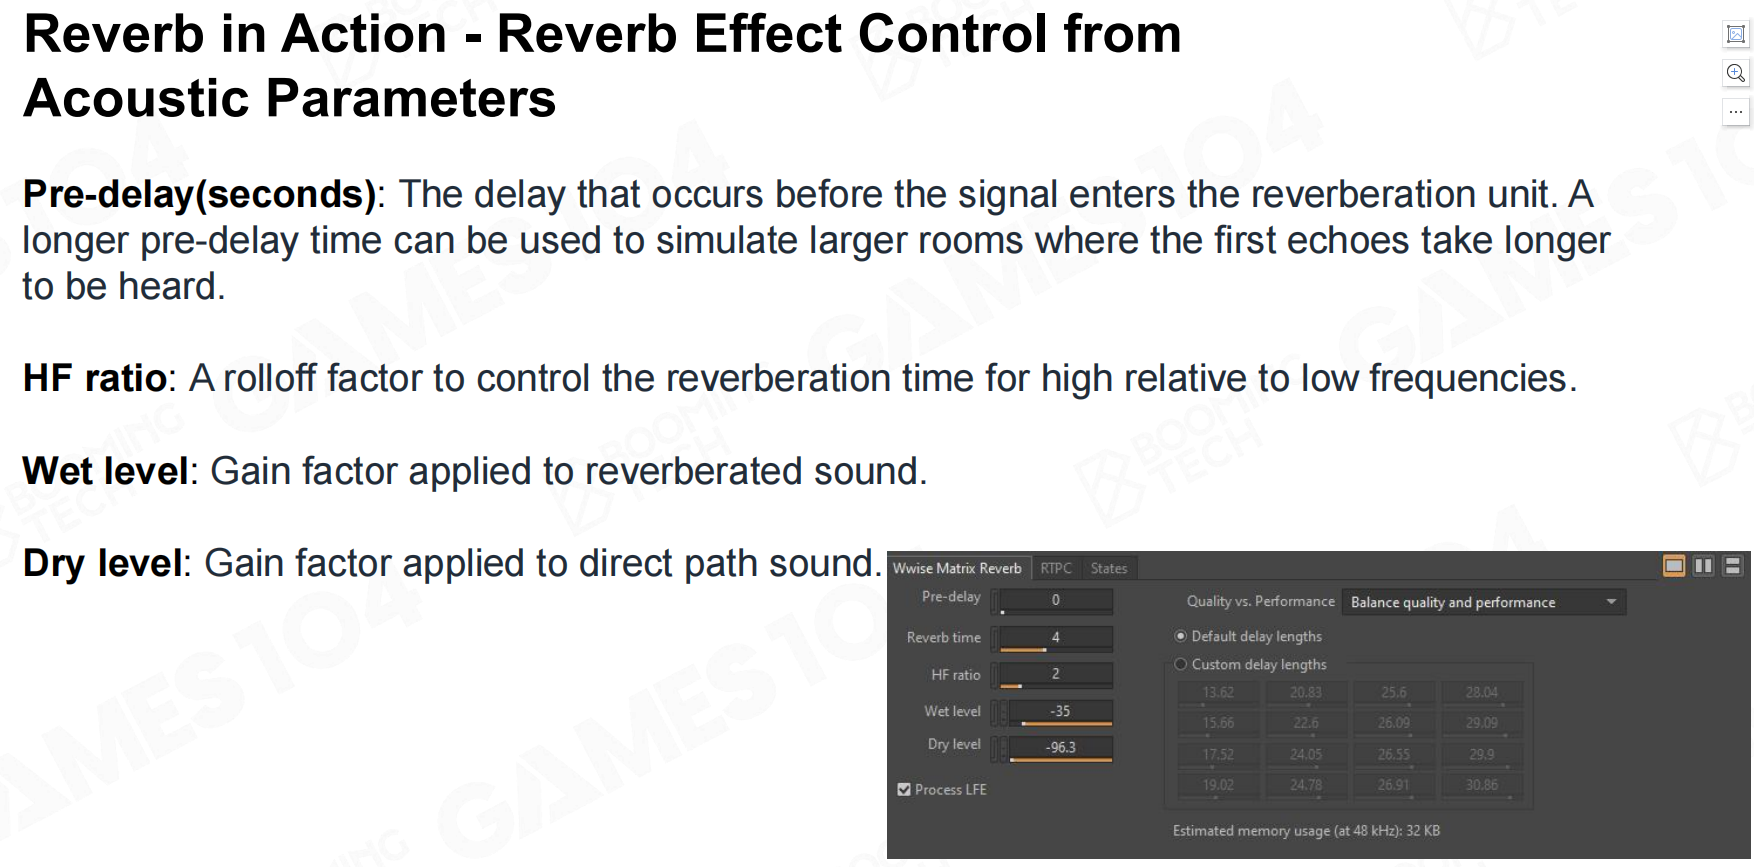 Reverb in Action - Reverb Effect Control from
Acoustic Parameters
Pre-delay(seconds): The delay that occurs before the signal enters the reverberation unit. A
longer pre-delay time can be used to simulate larger rooms where the first echoes take longer
to be heard.
HF ratio: A rolloff factor to control the reverberation time for high relative to low frequencies.
Wet level: Gain factor applied to reverberated sound.
Dry level: Gain factor applied to direct path sound.
Wwise Matrix Reverb RTPC States
Pre-delay 0
Reverb time 4
HF ratio 2
Wet level -35
Dry level -96.3
Process LFE
Quality vs. Performance Balance quality and performance
Default delay lengths
Custom delay lengths
13.62 20.83 25.6 28.04
15.66 22.6 26.09 29.09
17.52 24.05 26.55 29.9
19.02 24.78 26.91 30.86
Estimated memory usage (at 48 kHz): 32 KB
GAMES104
BOOMING
TECH